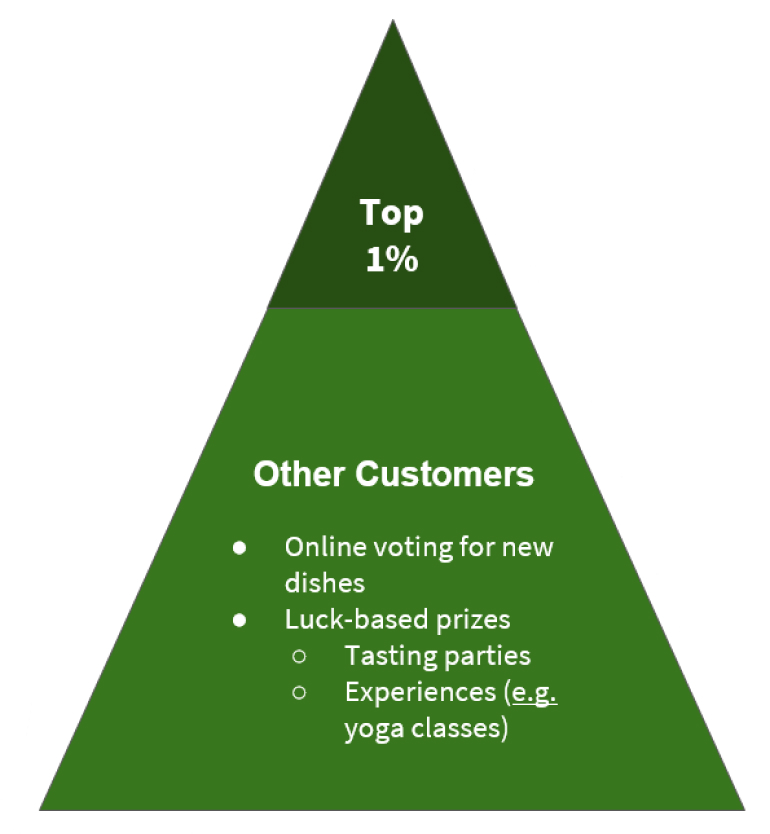 Top
1%
Other Customers
● Online voting for new
dishes
● Luck-based prizes
○ Tasting parties
○ Experiences (e.g.
yoga classes)